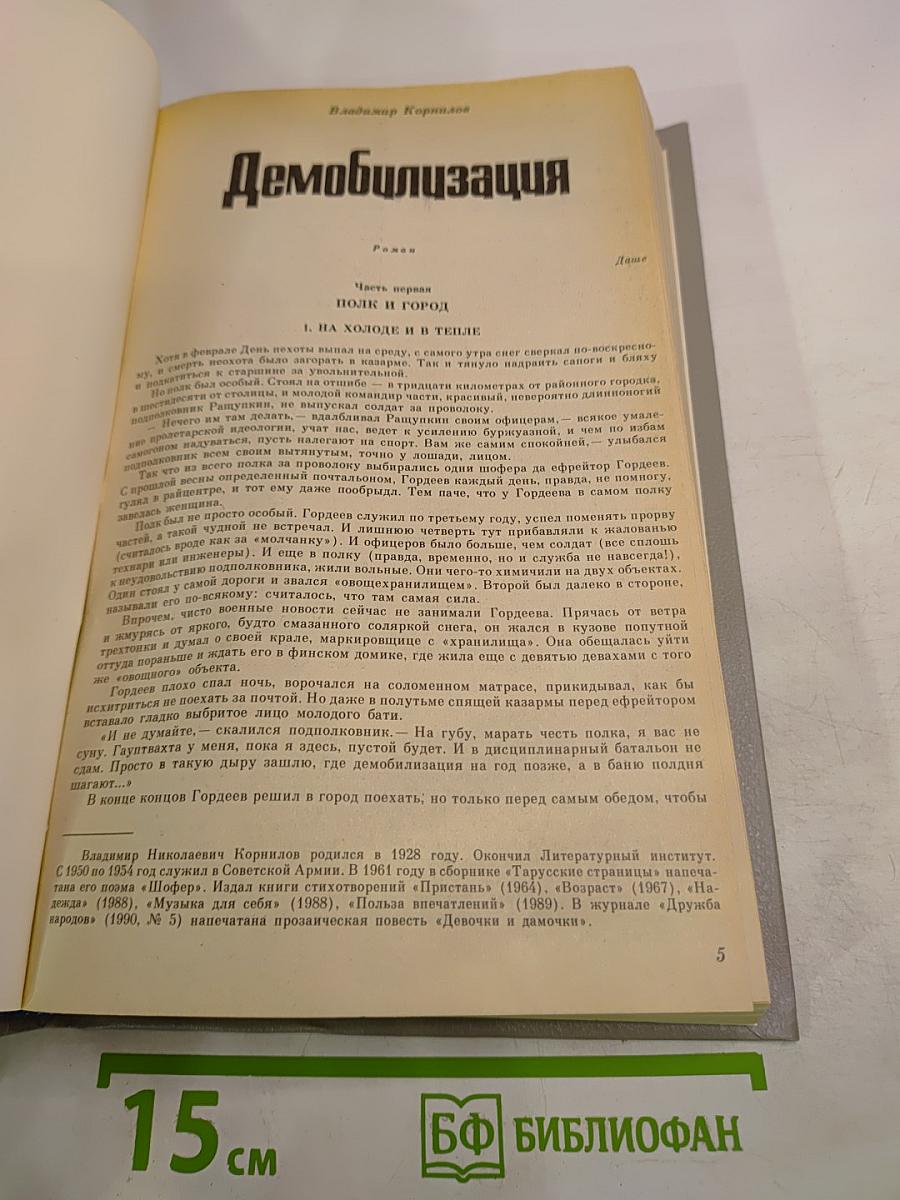 Владимир Корнилов
Демобилизация
Роман
Даше
Часть первая
ПОЛК И ГОРОД
1. НА ХОЛОДЕ И В ТЕПЛЕ
Хотя в феврале День пехоты выпал на среду, с самого утра снег сверкал по-воскресно-
му, и смерть неохота было загорать в казарме. Так и тянуло надраить сапоги и бляху
и подкатиться к старшине за увольнительной.
Но полк был особый. Стоял на отшибе — в тридцати километрах от районного городка,
в шестидесяти от столицы, и молодой командир части, красивый, невероятно длинноногий
подполковник Ращупкин, не выпускал солдат за проволоку.
— Нечего им там делать,— вдалбливал Ращупкин своим офицерам,— всякое умале-
ние пролетарской идеологии, учат нас, ведет к усилению буржуазной, и чем по избам
самогоном надуваться, пусть налегают на спорт. Вам же самим спокойней,— улыбался
подполковник всем своим вытянутым, точно у лошади, лицом.
Так что из всего полка за проволоку выбирались одни шофера да ефрейтор Гордеев.
С прошлой весны определенный почтальоном, Гордеев каждый день, правда, не помногу,
гулял в райцентре, и тот ему даже пообрыдл. Тем паче, что у Гордеева в самом полку
завелась женщина.
Полк был не просто особый. Гордеев служил по третьему году, успел поменять прорву
частей, а такой чудной не встречал. И лишнюю четверть тут прибавляли к жалованью
(считалось вроде как за «молчанку»). И офицеров было больше, чем солдат (все сплошь
технари или инженеры). И еще в полку (правда, временно, но и служба не навсегда!),
к неудовольствию подполковника, жили вольные. Они чего-то химичили на двух объектах.
Один стоял у самой дороги и звался «овощехранилищем». Второй был далеко в стороне,
называли его по-всякому: считалось, что там самая сила.
Впрочем, чисто военные новости сейчас не занимали Гордеева. Прячась от ветра
и жмурясь от яркого, будто смазанного соляркой снега, он жался в кузове попутной
трехтонки и думал о своей крале, маркировщице с «хранилища». Она обещалась уйти
оттуда пораньше и ждать его в финском домике, где жила еще с девятью девахами с того
же «овощного» объекта.
Гордеев плохо спал ночь, ворочался на соломенном матрасе, прикидывал, как бы
исхитриться не поехать за почтой. Но даже в полутьме спящей казармы перед ефрейтором
вставало гладко выбритое лицо молодого бати.
«И не думайте,— скалился подполковник.— На губу, марать честь полка, я вас не
суну. Гауптвахта у меня, пока я здесь, пустой будет. И в дисциплинарный батальон не
сдам. Просто в такую дыру зашлю, где демобилизация на год позже, а в баню полдня
шагают...»
В конце концов Гордеев решил в город поехать, но только перед самым обедом, чтобы
Владимир Николаевич Корнилов родился в 1928 году. Окончил Литературный институт.
С 1950 по 1954 год служил в Советской Армии. В 1961 году в сборнике «Тарусские страницы» напеча-
тана его поэма «Шофер». Издал книги стихотворений «Пристань» (1964), «Возраст» (1967), «На-
дежда» (1988), «Музыка для себя» (1988), «Польза впечатлений» (1989). В журнале «Дружба
народов» (1990, № 5) напечатана прозаическая повесть «Девочки и дамочки».
5
15 см
БФ БИБЛИОФАН